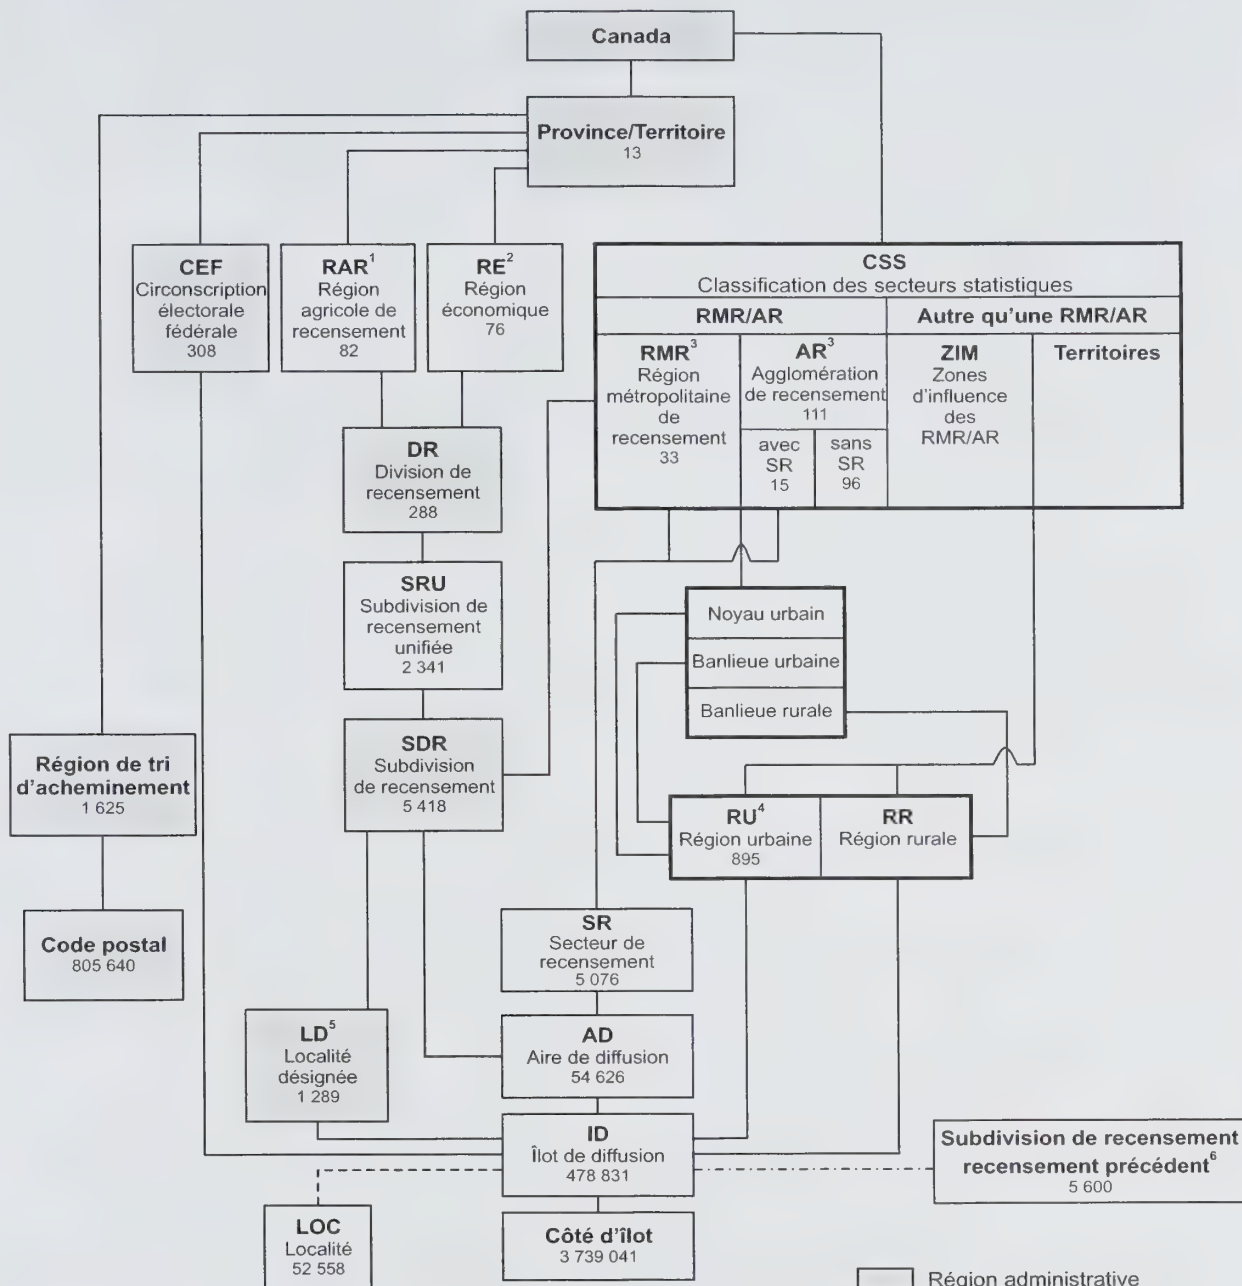 Canada
Province/Territoire
13
CEF
Circonscription
électorale
fédérale
308
RAR¹
Région
agricole de
recensement
82
RE²
Région
économique
76
CSS
Classification des secteurs statistiques
RMR/AR
Autre qu'une RMR/AR
RMR³
Région
métropolitaine
de
recensement
33
AR³
Agglomération
de recensement
111
avec
SR
15
sans
SR
96
ZIM
Zones
d'influence
des
RMR/AR
Territoires
DR
Division de
recensement
288
SRU
Subdivision de
recensement
unifiée
2 341
Noyau urbain
Banlieue urbaine
Banlieue rurale
SDR
Subdivision
de recensement
5 418
Région de tri
d'acheminement
1 625
RU⁴
Région urbaine
895
RR
Région rurale
Code postal
805 640
SR
Secteur de
recensement
5 076
LD⁵
Localité
désignée
1 289
AD
Aire de diffusion
54 626
ID
Îlot de diffusion
478 831
Subdivision de recensement
recensement précédent⁶
5 600
LOC
Localité
52 558
Côté d'îlot
3 739 041
Région administrative